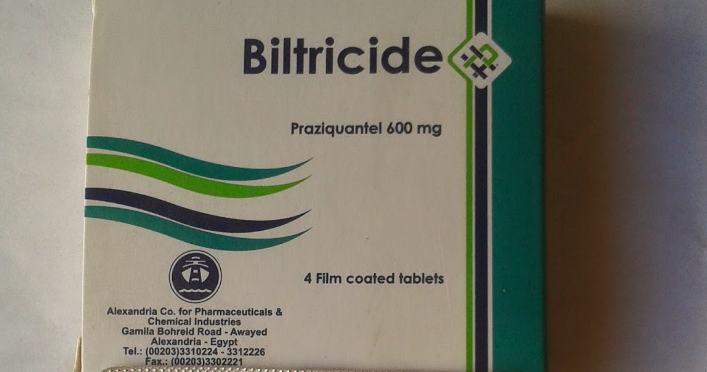 Biltricide
Praziquantel 600 mg
4 Film coated tablets
Alexandria Co. for Pharmaceuticals &
Chemical Industries
Gamila Bohreid Road - Awayed
Alexandria - Egypt
Tel.: (00203)3310224 - 3312226
Fax.: (00203)3302221